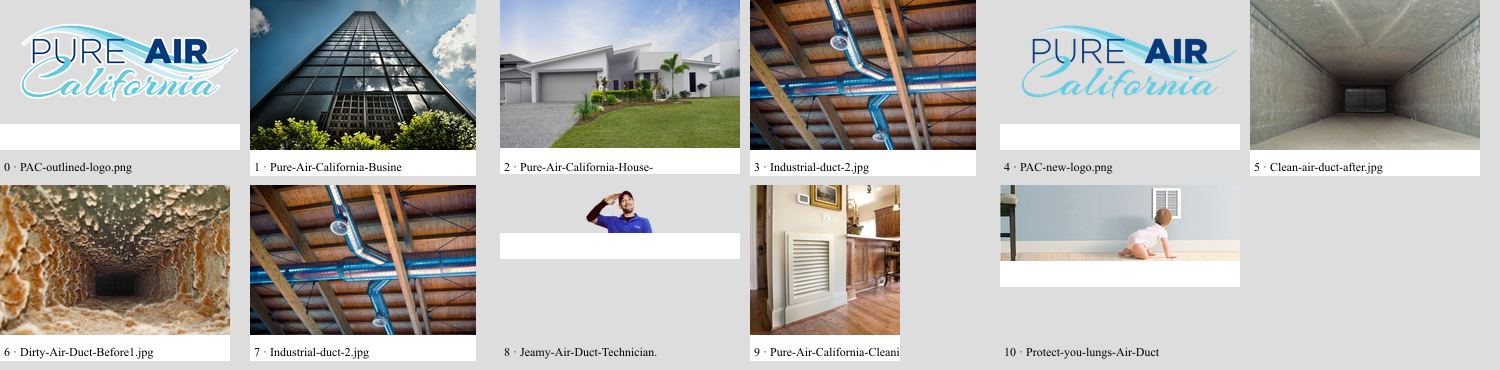 PURE AIR
California
PURE AIR
California
0 · PAC-outlined-logo.png
1 · Pure-Air-California-Busine
2 · Pure-Air-California-House-
3 · Industrial-duct-2.jpg
4 · PAC-new-logo.png
5 · Clean-air-duct-after.jpg
6 · Dirty-Air-Duct-Before1.jpg
7 · Industrial-duct-2.jpg
8 · Jeamy-Air-Duct-Technician.
9 · Pure-Air-California-Cleani
10 · Protect-you-lungs-Air-Duct